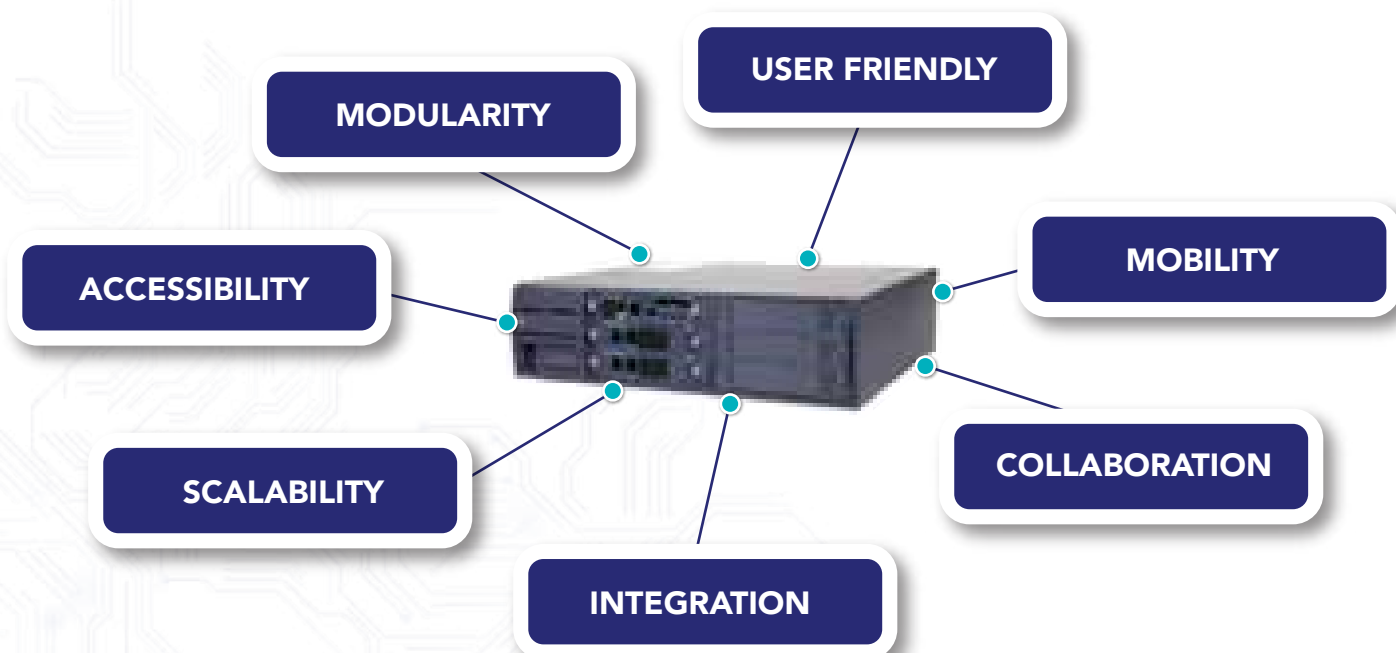 USER FRIENDLY
MODULARITY
MOBILITY
ACCESSIBILITY
COLLABORATION
SCALABILITY
INTEGRATION